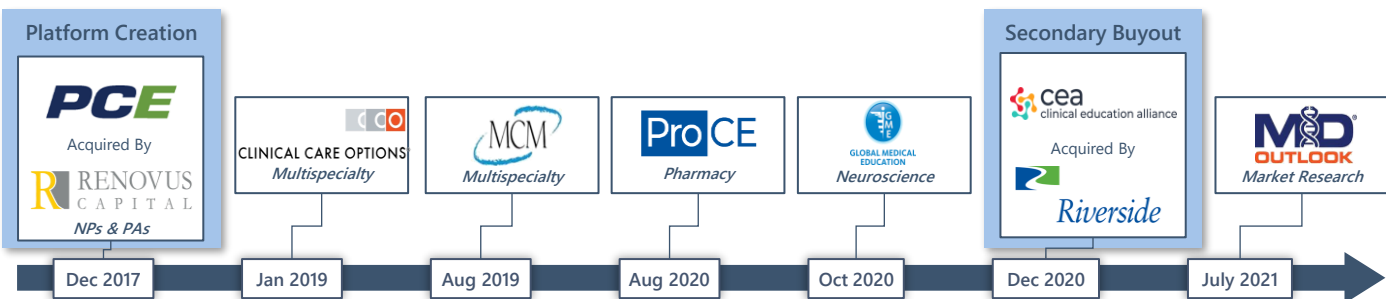 Platform Creation
PCE
Acquired By
R RENOVUS
CAPITAL
NPs & PAs
Dec 2017
CCO
CLINICAL CARE OPTIONS®
Multispecialty
Jan 2019
MCM
Multispecialty
Aug 2019
ProCE
Pharmacy
Aug 2020
GME
GLOBAL MEDICAL
EDUCATION
Neuroscience
Oct 2020
Secondary Buyout
cea
clinical education alliance
Acquired By
Riverside
Dec 2020
MD®
OUTLOOK
Market Research
July 2021